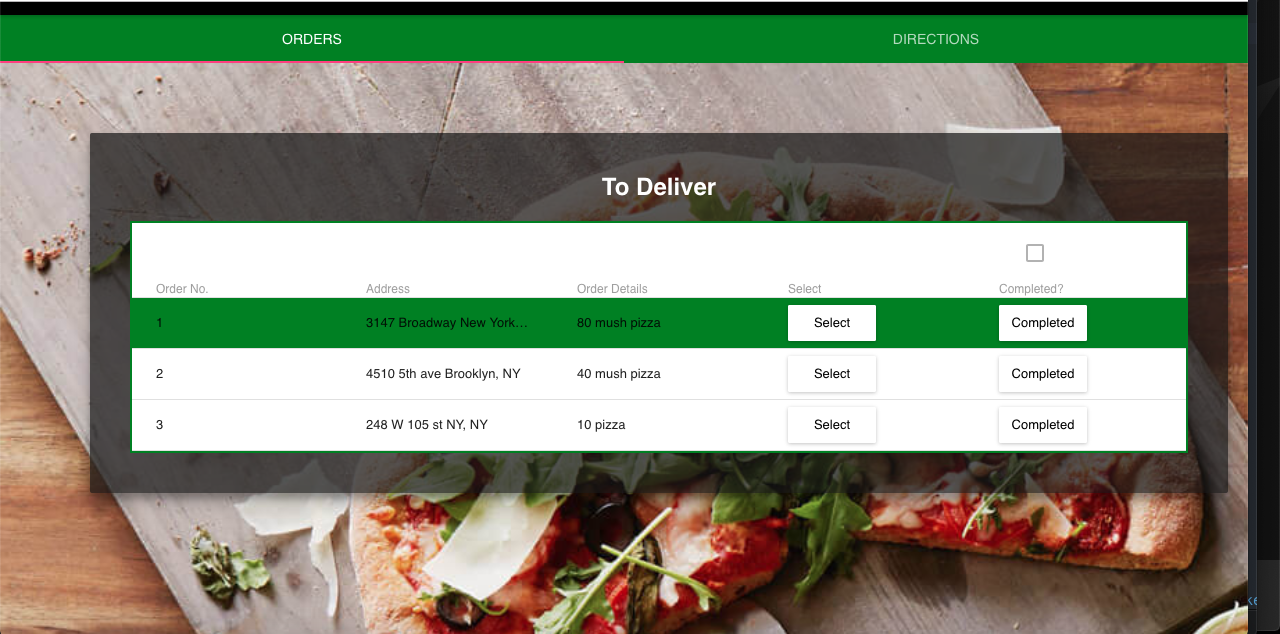 ORDERS DIRECTIONS
To Deliver
Order No. Address Order Details Select Completed?
1 3147 Broadway New York... 80 mush pizza Select Completed
2 4510 5th ave Brooklyn, NY 40 mush pizza Select Completed
3 248 W 105 st NY, NY 10 pizza Select Completed